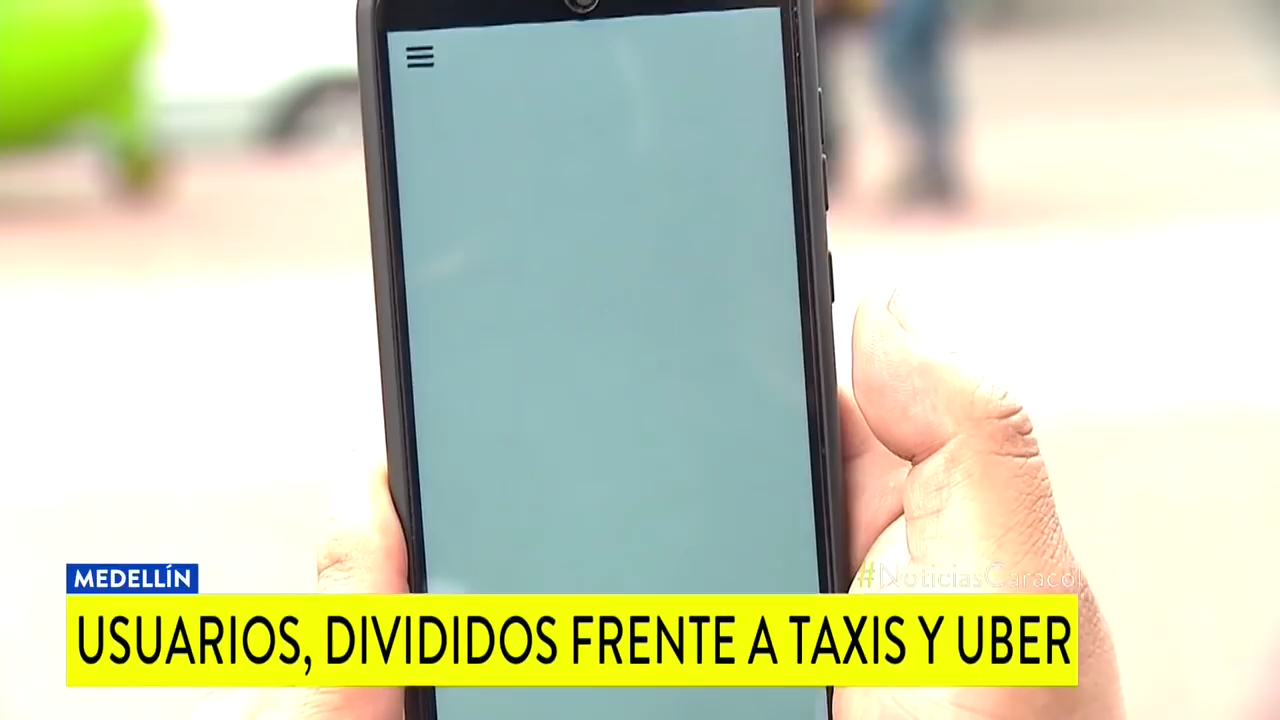 #NoticiasCaracol
MEDELLÍN
USUARIOS, DIVIDIDOS FRENTE A TAXIS Y UBER